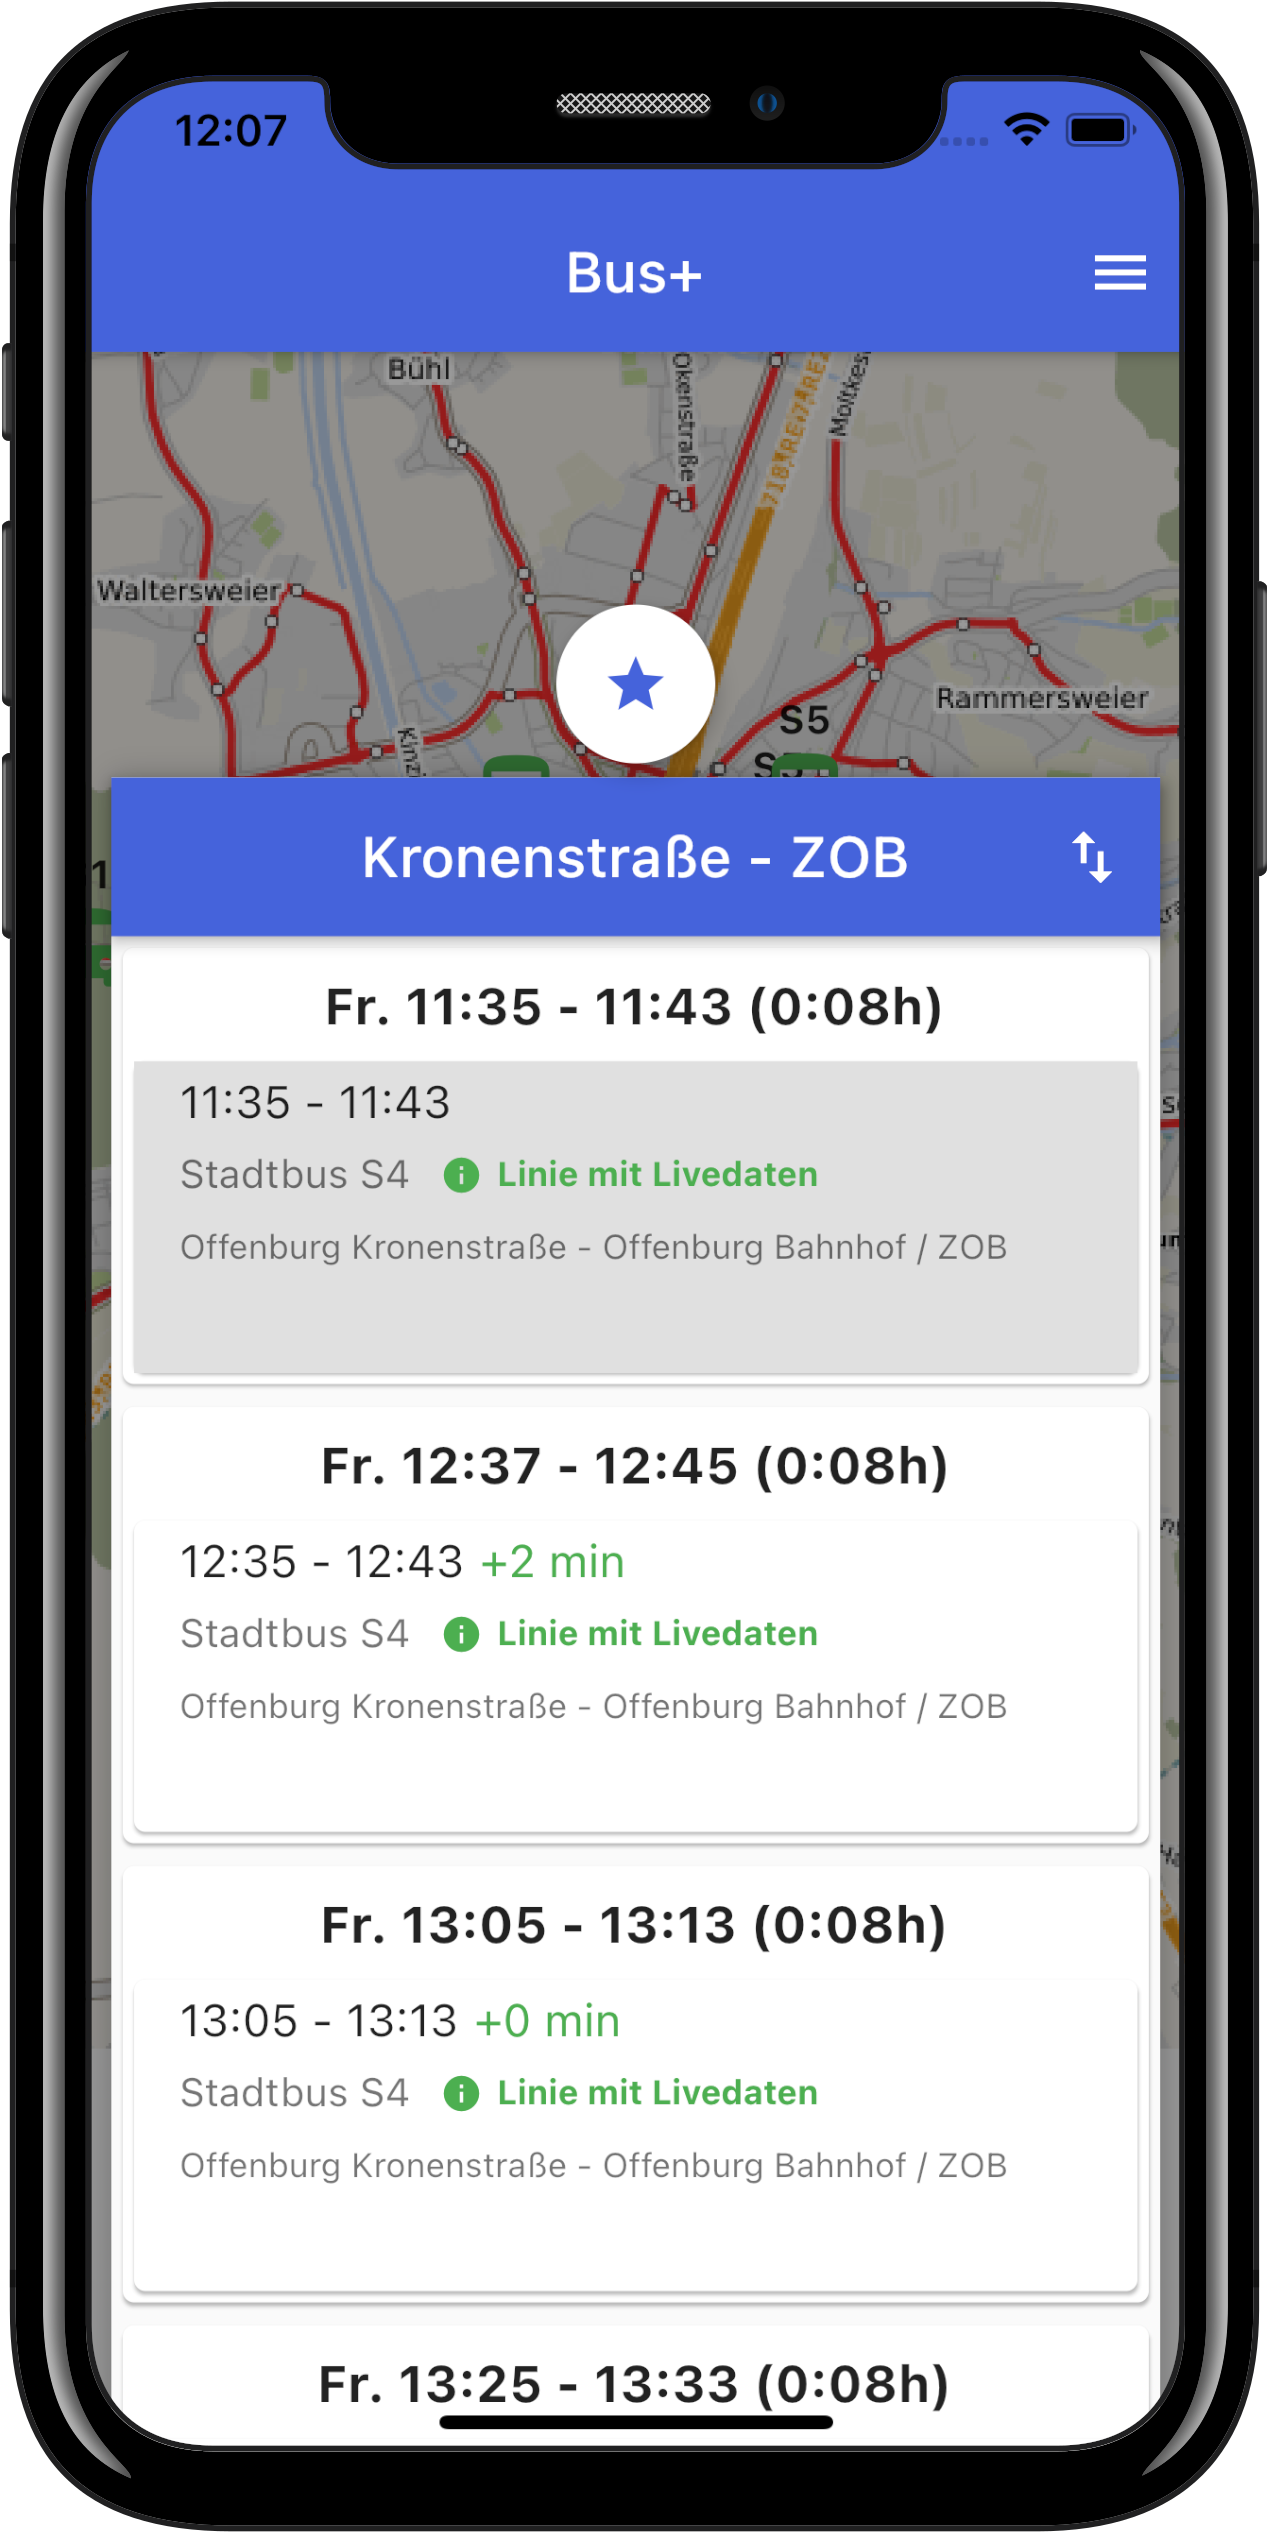 12:07
Bus+
Bühl
Okenstraße
718,RE7,RE2
Waltersweier
Rammersweier
S5
Kronenstraße - ZOB
Fr. 11:35 - 11:43 (0:08h)
11:35 - 11:43
Stadtbus S4 Linie mit Livedaten
Offenburg Kronenstraße - Offenburg Bahnhof / ZOB
Fr. 12:37 - 12:45 (0:08h)
12:35 - 12:43 +2 min
Stadtbus S4 Linie mit Livedaten
Offenburg Kronenstraße - Offenburg Bahnhof / ZOB
Fr. 13:05 - 13:13 (0:08h)
13:05 - 13:13 +0 min
Stadtbus S4 Linie mit Livedaten
Offenburg Kronenstraße - Offenburg Bahnhof / ZOB
Fr. 13:25 - 13:33 (0:08h)